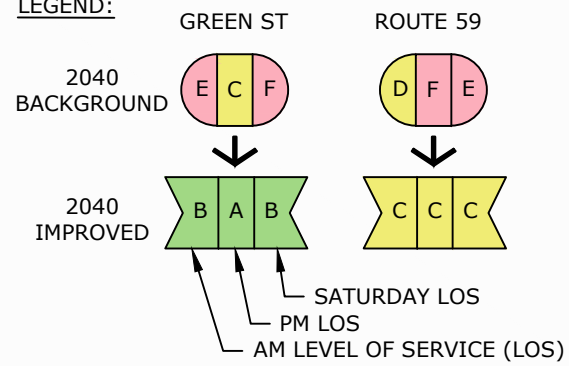 LEGEND:
GREEN ST ROUTE 59
2040 BACKGROUND
E C F
D F E
2040 IMPROVED
B A B
C C C
SATURDAY LOS
PM LOS
AM LEVEL OF SERVICE (LOS)